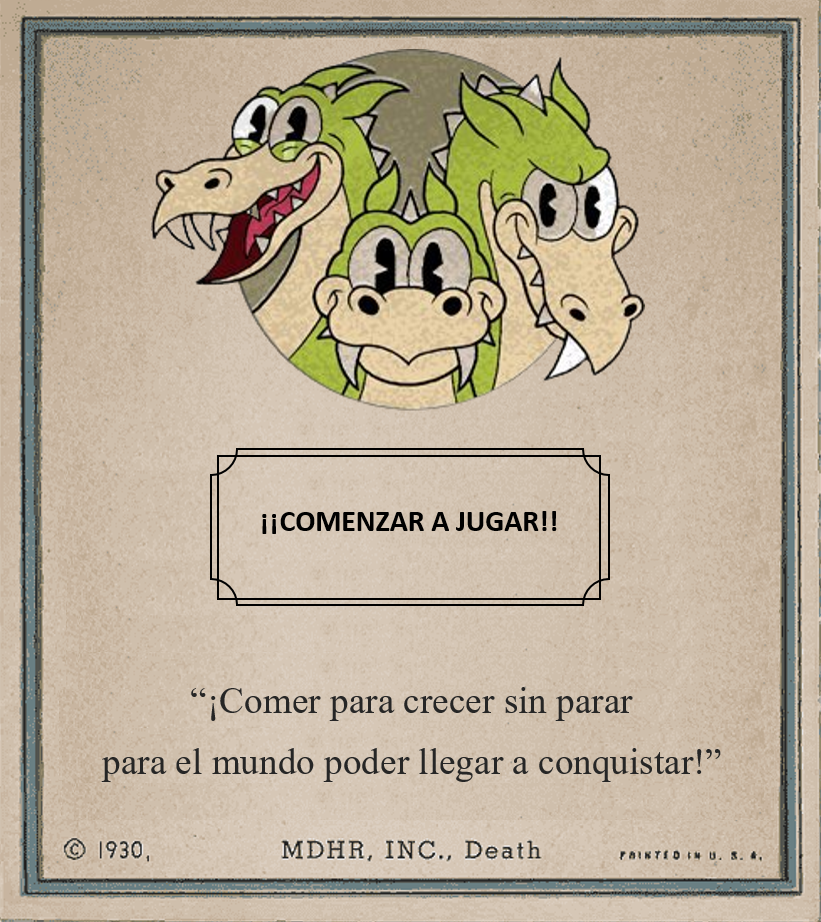 ¡¡COMENZAR A JUGAR!!
“¡Comer para crecer sin parar
para el mundo poder llegar a conquistar!”
© 1930, MDHR, INC., Death PRINTED IN U. S. A.